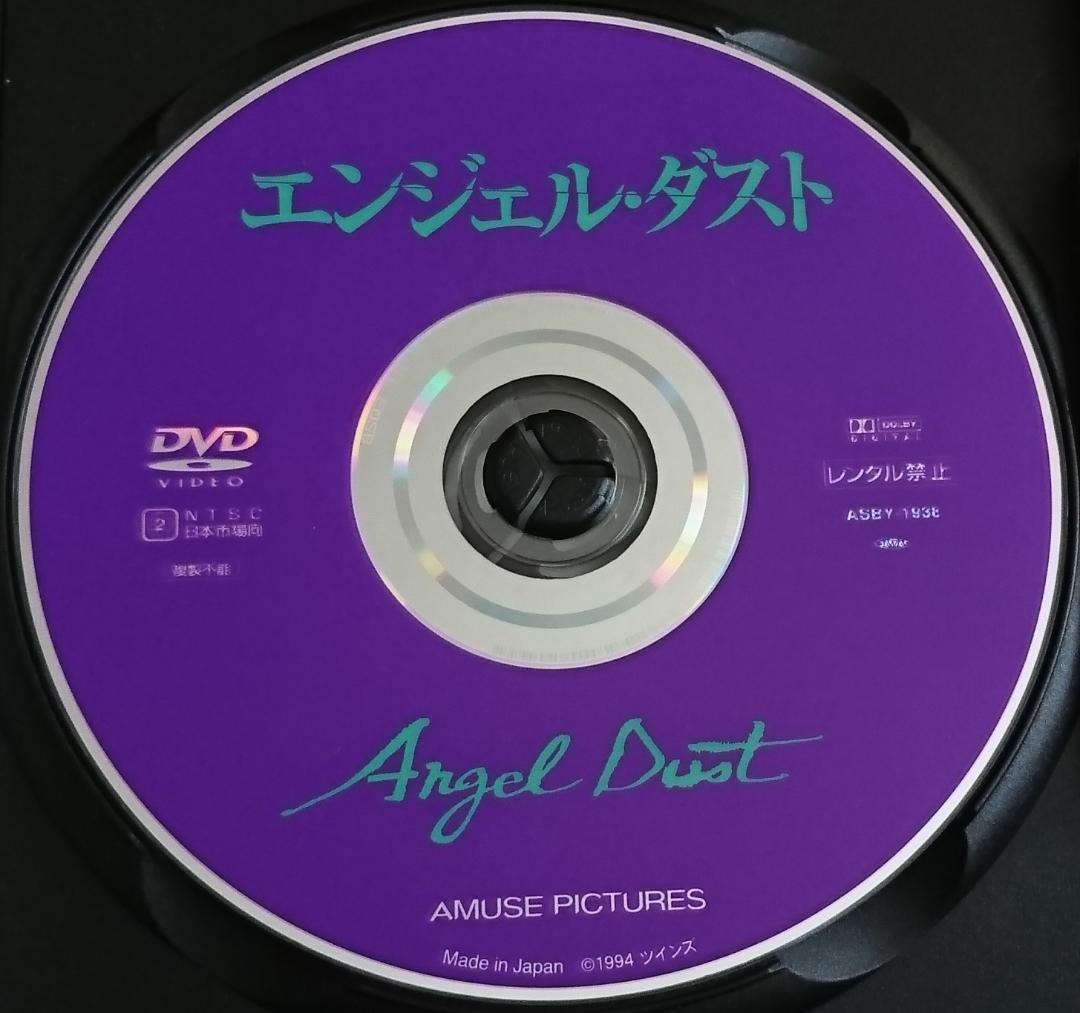 エンジェル・ダスト
DVD
VIDEO
2
NTSC
日本市場向
複製不能
DOLBY
DIGITAL
レンタル禁止
ASBY-1938
Angel Dust
AMUSE PICTURES
Made in Japan ©1994 ツインズ